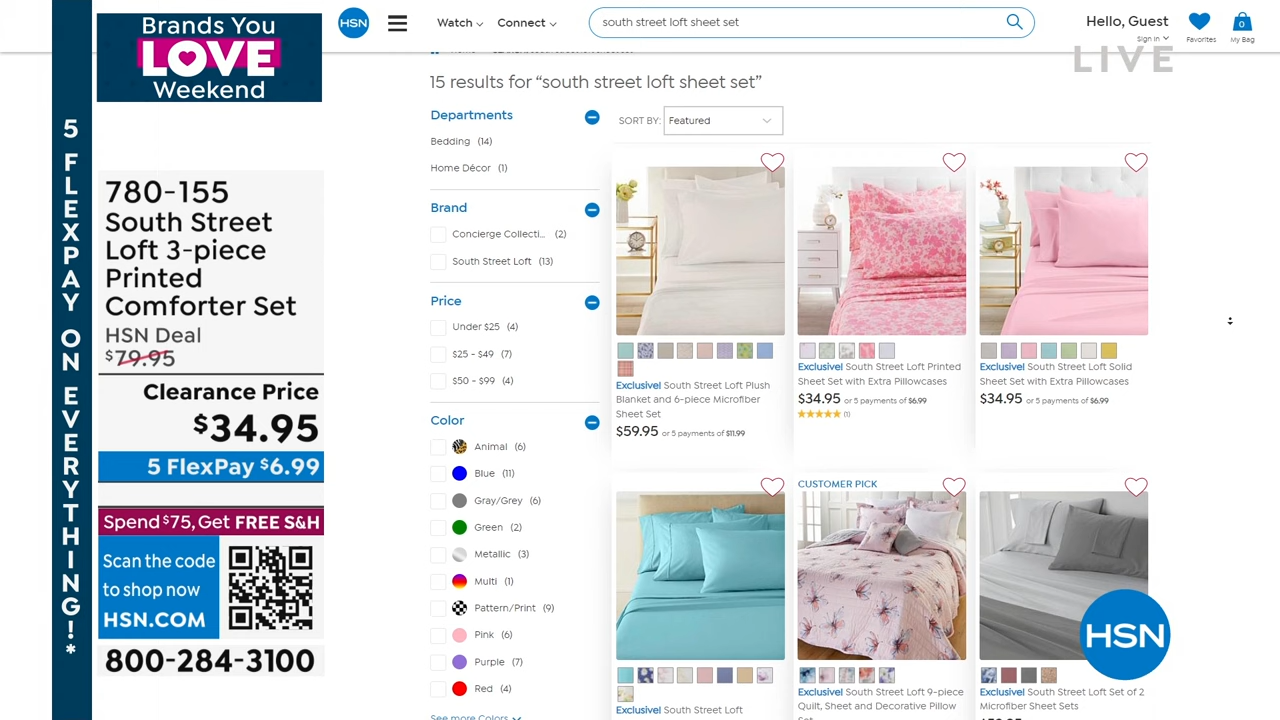 5 FLEXPAY ON EVERYTHING!*
Brands You
LOVE
Weekend
780-155
South Street
Loft 3-piece
Printed
Comforter Set
HSN Deal
$79.95
Clearance Price
$34.95
5 FlexPay $6.99
Spend $75, Get FREE S&H
Scan the code
to shop now
HSN.COM
800-284-3100
HSN
Watch
Connect
south street loft sheet set
Hello, Guest
Sign In
Favorites
0
My Bag
LIVE
15 results for “south street loft sheet set”
Departments
Bedding (14)
Home Décor (1)
Brand
Concierge Collecti... (2)
South Street Loft (13)
Price
Under $25 (4)
$25 - $49 (7)
$50 - $99 (4)
Color
Animal (6)
Blue (11)
Gray/Grey (6)
Green (2)
Metallic (3)
Multi (1)
Pattern/Print (9)
Pink (6)
Purple (7)
Red (4)
See more Colors
SORT BY: Featured
Exclusive! South Street Loft Plush
Blanket and 6-piece Microfiber
Sheet Set
$59.95 or 5 payments of $11.99
Exclusive! South Street Loft Printed
Sheet Set with Extra Pillowcases
$34.95 or 5 payments of $6.99
(1)
Exclusive! South Street Loft Solid
Sheet Set with Extra Pillowcases
$34.95 or 5 payments of $6.99
Exclusive! South Street Loft
CUSTOMER PICK
Exclusive! South Street Loft 9-piece
Quilt, Sheet and Decorative Pillow
Exclusive! South Street Loft Set of 2
Microfiber Sheet Sets
HSN